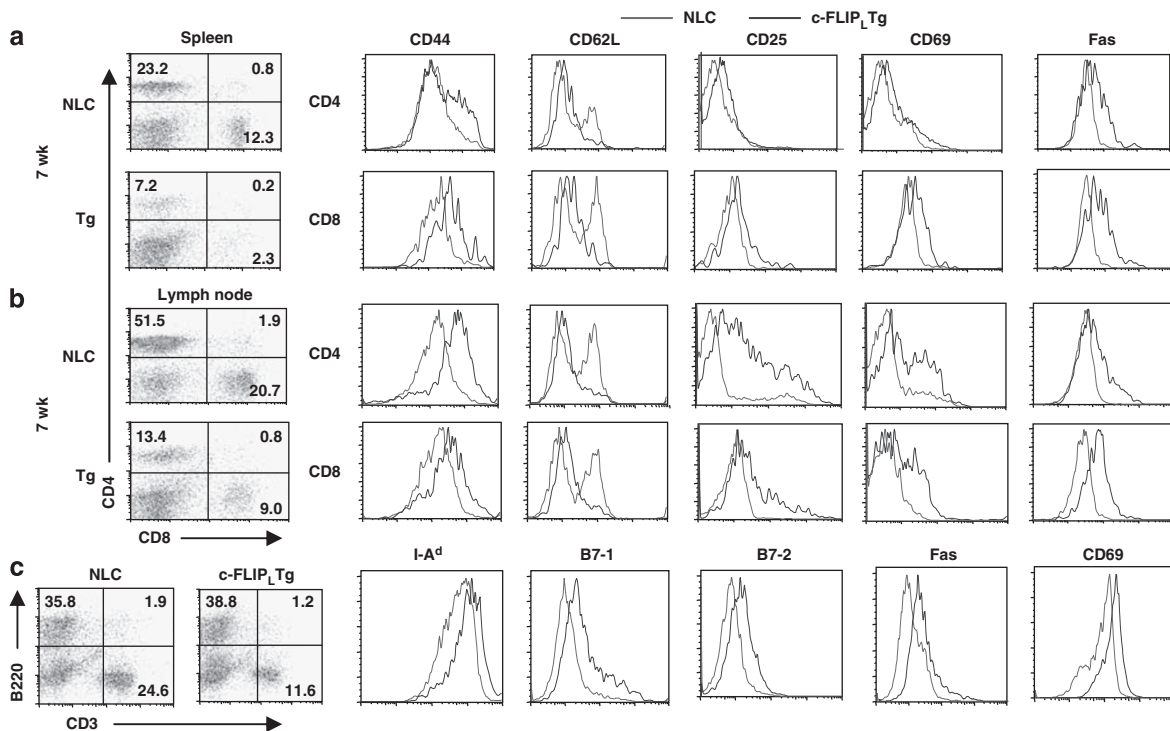 NLC c-FLIPLTg
a Spleen CD44 CD62L CD25 CD69 Fas
23.2 0.8
NLC CD4
12.3
7 wk
7.2 0.2
Tg CD8
2.3
b Lymph node
51.5 1.9
NLC CD4
20.7
7 wk
13.4 0.8
Tg CD8
CD4
9.0
CD8
c NLC c-FLIPLTg I-Ad B7-1 B7-2 Fas CD69
35.8 1.9 38.8 1.2
B220
24.6 11.6
CD3